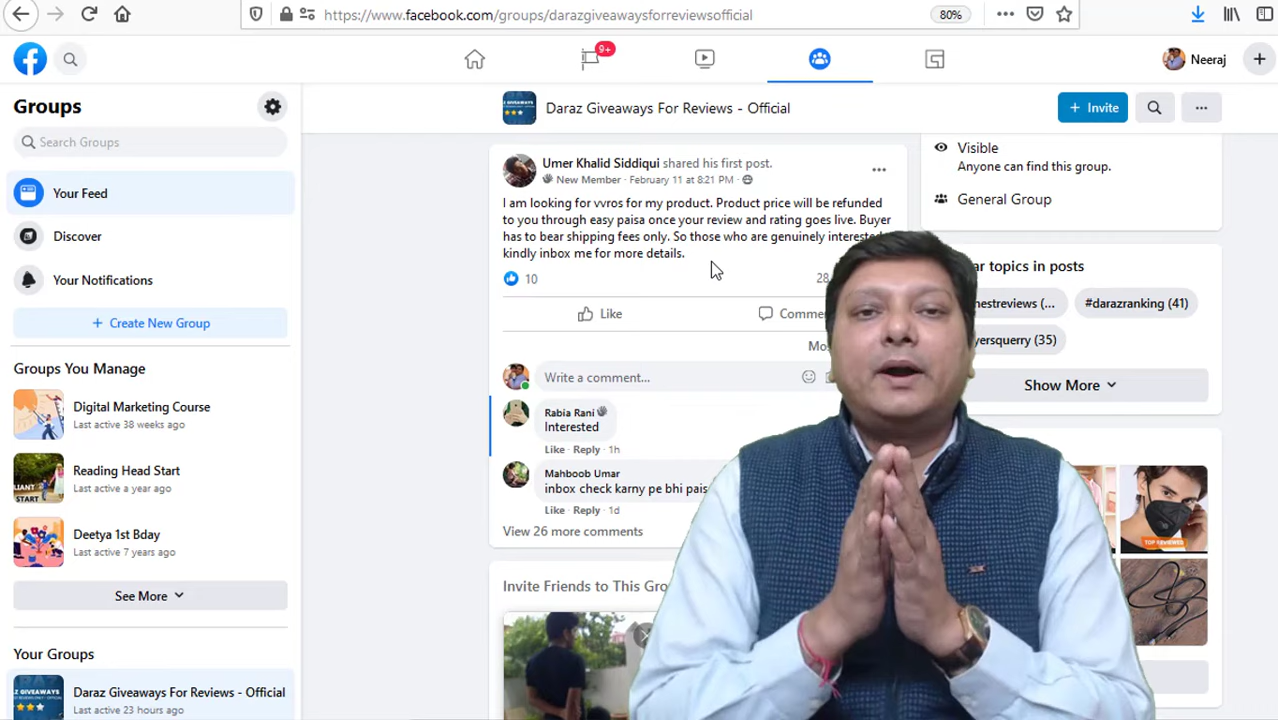 https://www.facebook.com/groups/darazgiveawaysforreviewsofficial
80%
9+
Neeraj
Groups
Search Groups
Your Feed
Discover
Your Notifications
+ Create New Group
Groups You Manage
Digital Marketing Course
Last active 38 weeks ago
Reading Head Start
Last active a year ago
Deetya 1st Bday
Last active 7 years ago
See More
Your Groups
Daraz Giveaways For Reviews - Official
Last active 23 hours ago
Daraz Giveaways For Reviews - Official
+ Invite
Umer Khalid Siddiqui shared his first post.
New Member · February 11 at 8:21 PM ·
I am looking for vvros for my product. Product price will be refunded
to you through easy paisa once your review and rating goes live. Buyer
has to bear shipping fees only. So those who are genuinely interested
kindly inbox me for more details.
10
28
Like
Write a comment...
Rabia Rani
Interested
Like · Reply · 1h
Mahboob Umar
inbox check karny pe bhi
Like · Reply · 1d
View 26 more comments
Invite Friends to This
Visible
Anyone can find this group.
General Group
topics in posts
#darazranking (41)
(35)
Show More
TOP REVIEWED